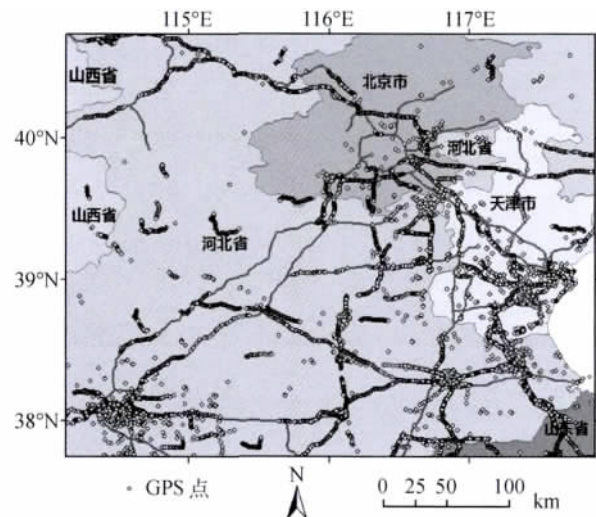 115°E 116°E 117°E
山西省
北京市
40°N
河北省
山西省
天津市
河北省
39°N
38°N
山东省
N
GPS 点
0 25 50 100
km